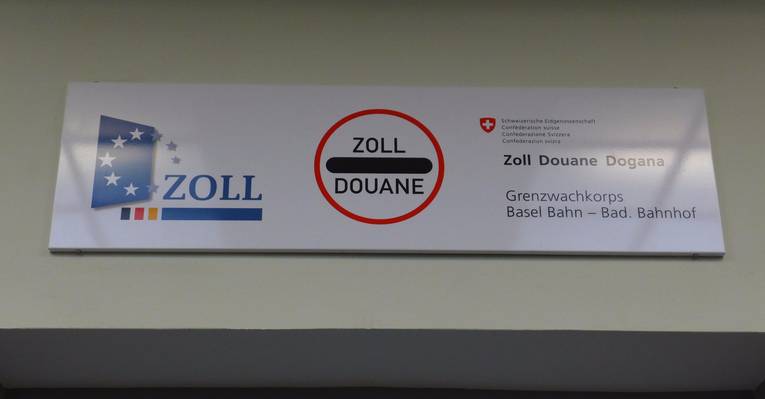 ZOLL
ZOLL
DOUANE
Schweizerische Eidgenossenschaft
Confédération suisse
Confederazione Svizzera
Confederaziun svizra
Zoll Douane Dogana
Grenzwachkorps
Basel Bahn – Bad. Bahnhof